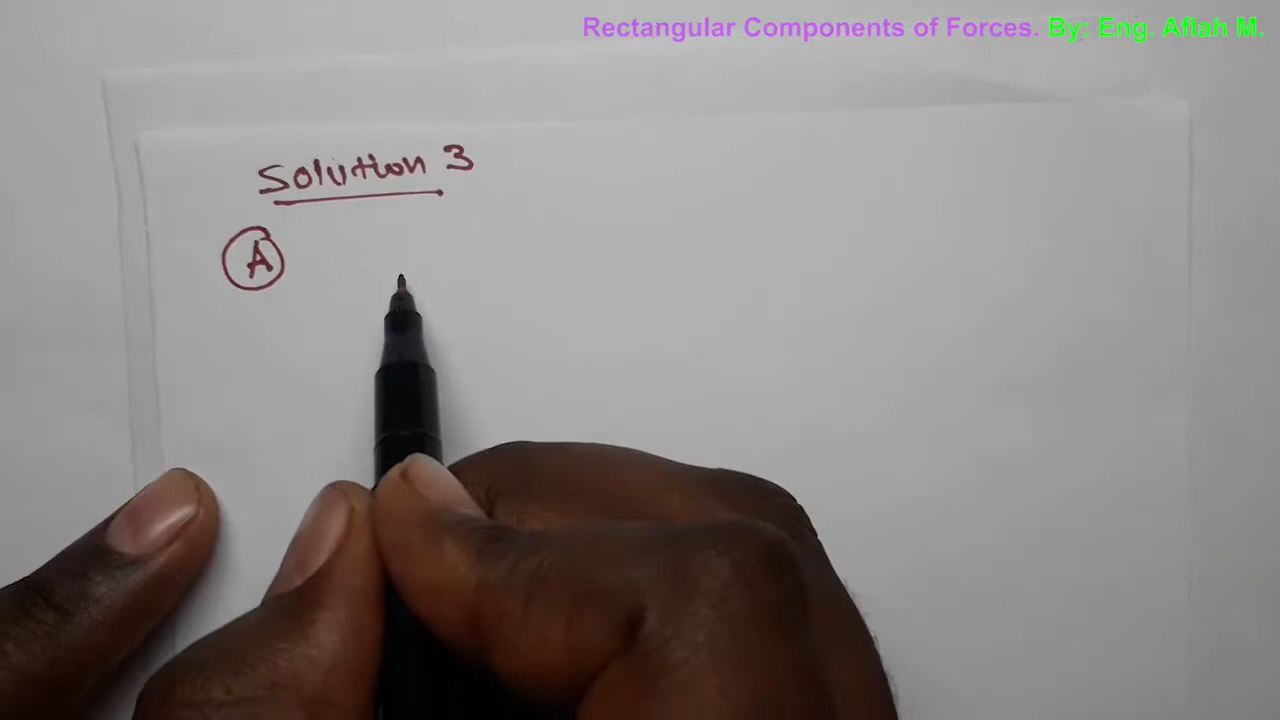 Rectangular Components of Forces. By: Eng. Aflah M.
Solution 3
A